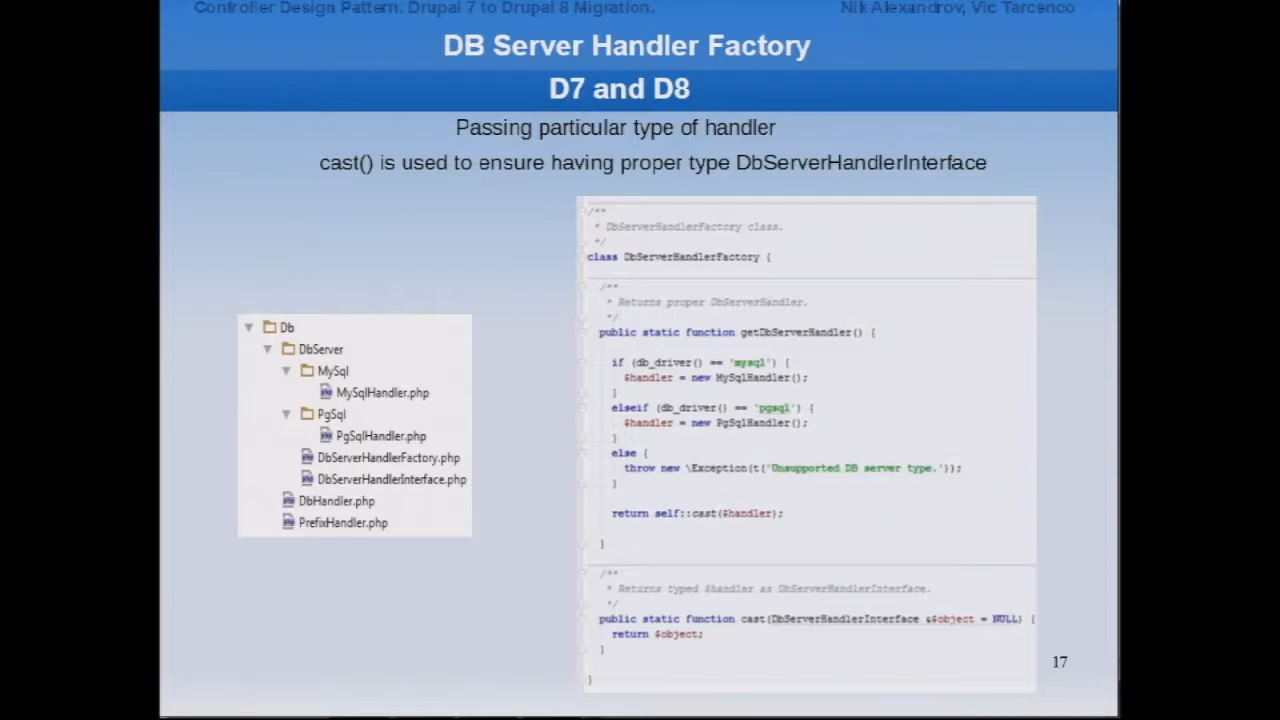 Controller Design Pattern. Drupal 7 to Drupal 8 Migration.
Nik Alexandrov, Vic Tarcenco
DB Server Handler Factory
D7 and D8
Passing particular type of handler
cast() is used to ensure having proper type DbServerHandlerInterface
Db
DbServer
MySql
MySqlHandler.php
PgSql
PgSqlHandler.php
DbServerHandlerFactory.php
DbServerHandlerInterface.php
DbHandler.php
PrefixHandler.php
/**
* DbServerHandlerFactory class.
*/
class DbServerHandlerFactory {
/**
* Returns proper DbServerHandler.
*/
public static function getDbServerHandler() {
if (db_driver() == 'mysql') {
$handler = new MySqlHandler();
}
elseif (db_driver() == 'pgsql') {
$handler = new PgSqlHandler();
}
else {
throw new \Exception(t('Unsupported DB server type.'));
}
return self::cast($handler);
}
/**
* Returns typed $handler as DbServerHandlerInterface.
*/
public static function cast(DbServerHandlerInterface &$object = NULL) {
return $object;
}
}
17